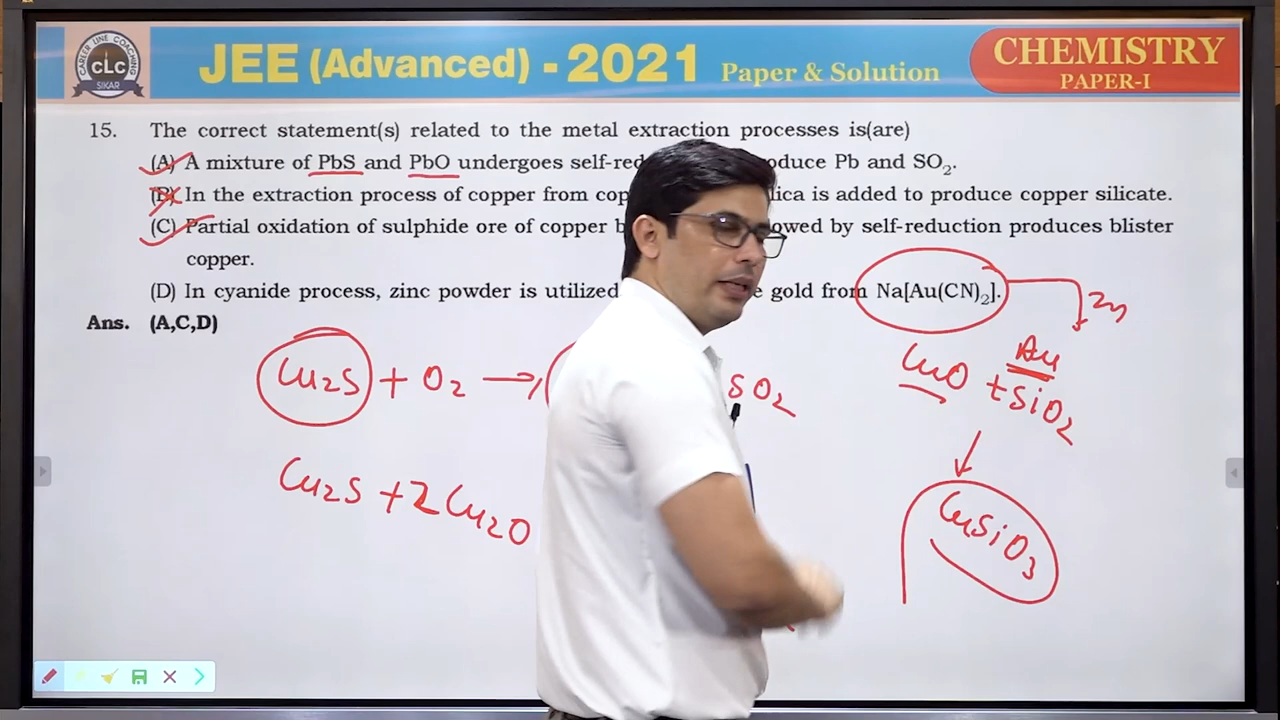 CAREER LINE COACHING
CLC
SIKAR
JEE (Advanced) - 2021 Paper & Solution
CHEMISTRY
PAPER-I
15. The correct statement(s) related to the metal extraction processes is(are)
(A) A mixture of PbS and PbO undergoes self-red oduce Pb and SO₂.
(B) In the extraction process of copper from cop lica is added to produce copper silicate.
(C) Partial oxidation of sulphide ore of copper b owed by self-reduction produces blister
copper.
(D) In cyanide process, zinc powder is utilized e gold from Na[Au(CN)₂].
Zn
Ans. (A,C,D)
Au
Cu₂S + O₂ → SO₂
CuO + SiO₂
↓
Cu₂S + 2Cu₂O
CuSiO₃